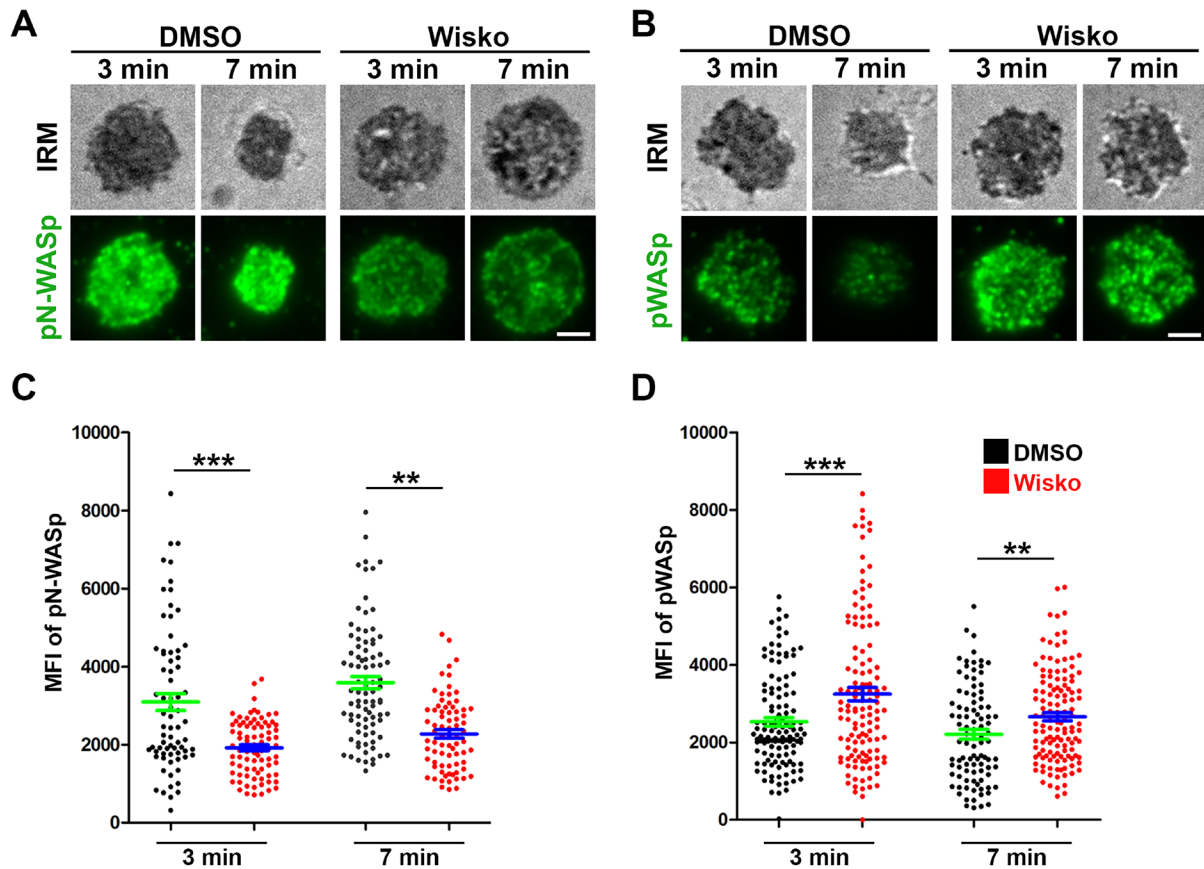 A
DMSO Wisko
3 min 7 min 3 min 7 min
IRM
pN-WASp
B
DMSO Wisko
3 min 7 min 3 min 7 min
IRM
pWASp
C
MFI of pN-WASp
10000
8000
6000
4000
2000
0
***
**
3 min 7 min
D
MFI of pWASp
10000
8000
6000
4000
2000
0
***
**
DMSO
Wisko
3 min 7 min